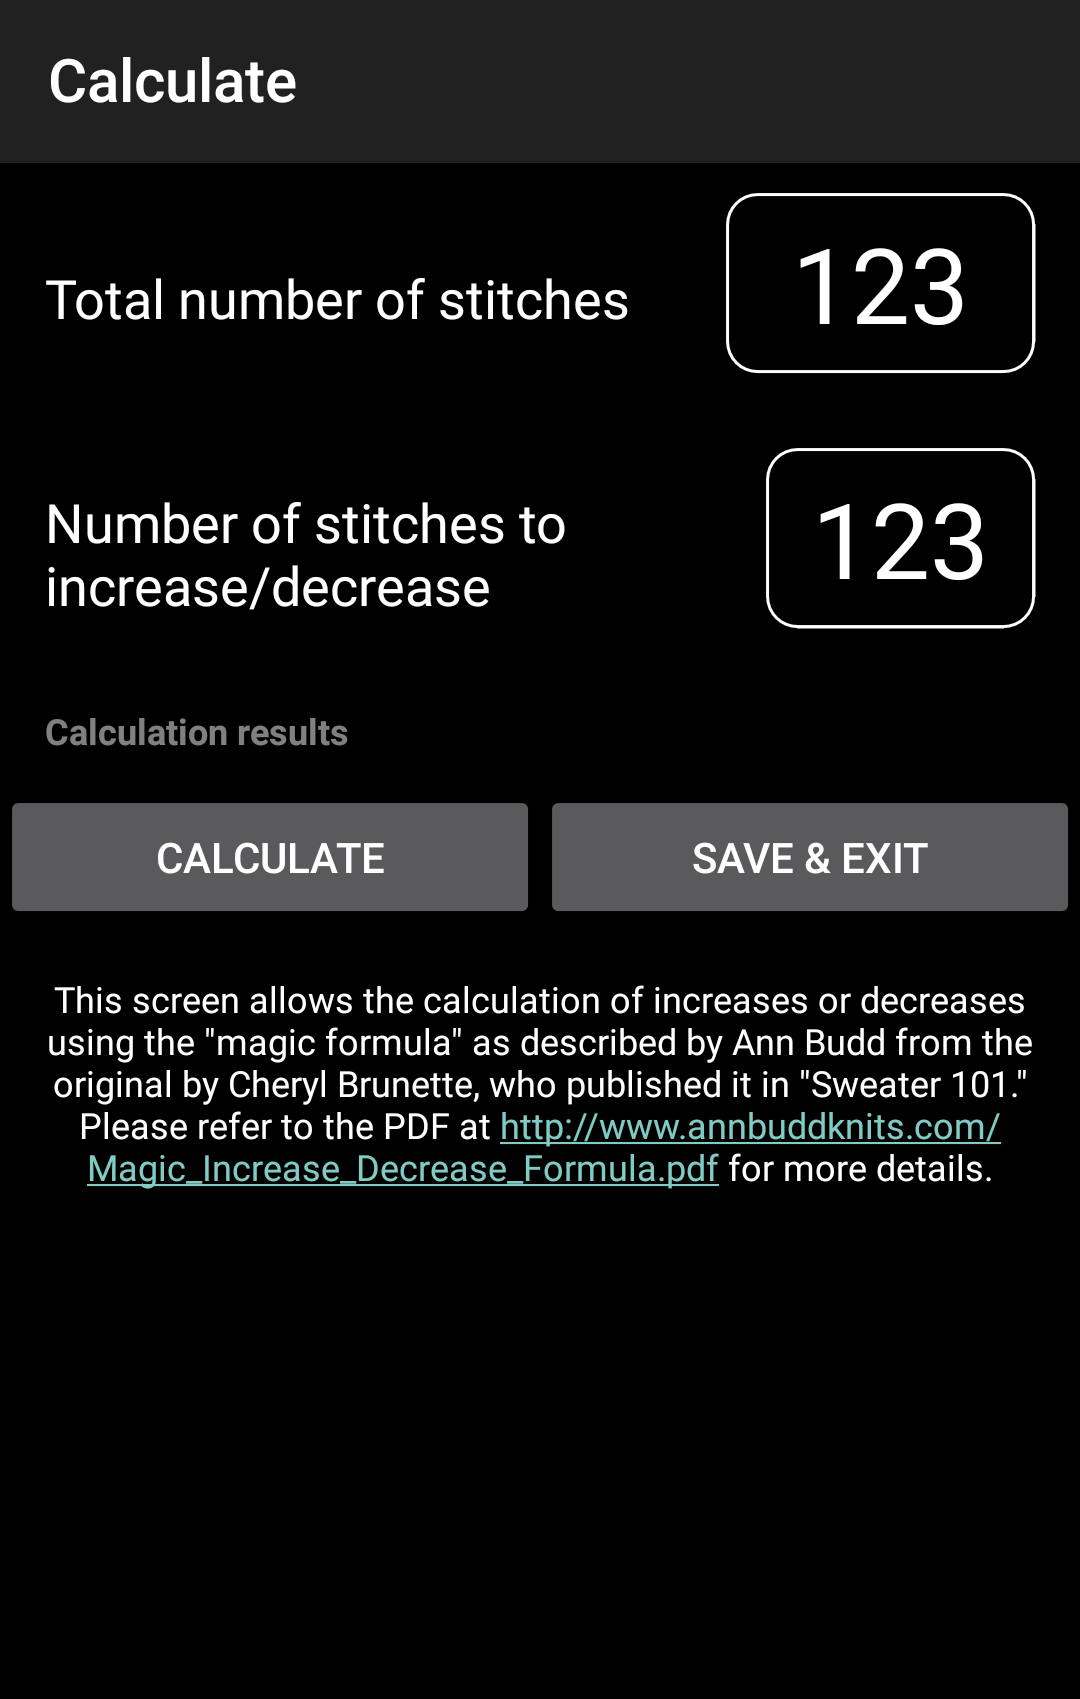 Calculate
Total number of stitches
123
Number of stitches to
increase/decrease
123
Calculation results
CALCULATE
SAVE & EXIT
This screen allows the calculation of increases or decreases
using the "magic formula" as described by Ann Budd from the
original by Cheryl Brunette, who published it in "Sweater 101."
Please refer to the PDF at http://www.annbuddknits.com/
Magic_Increase_Decrease_Formula.pdf for more details.